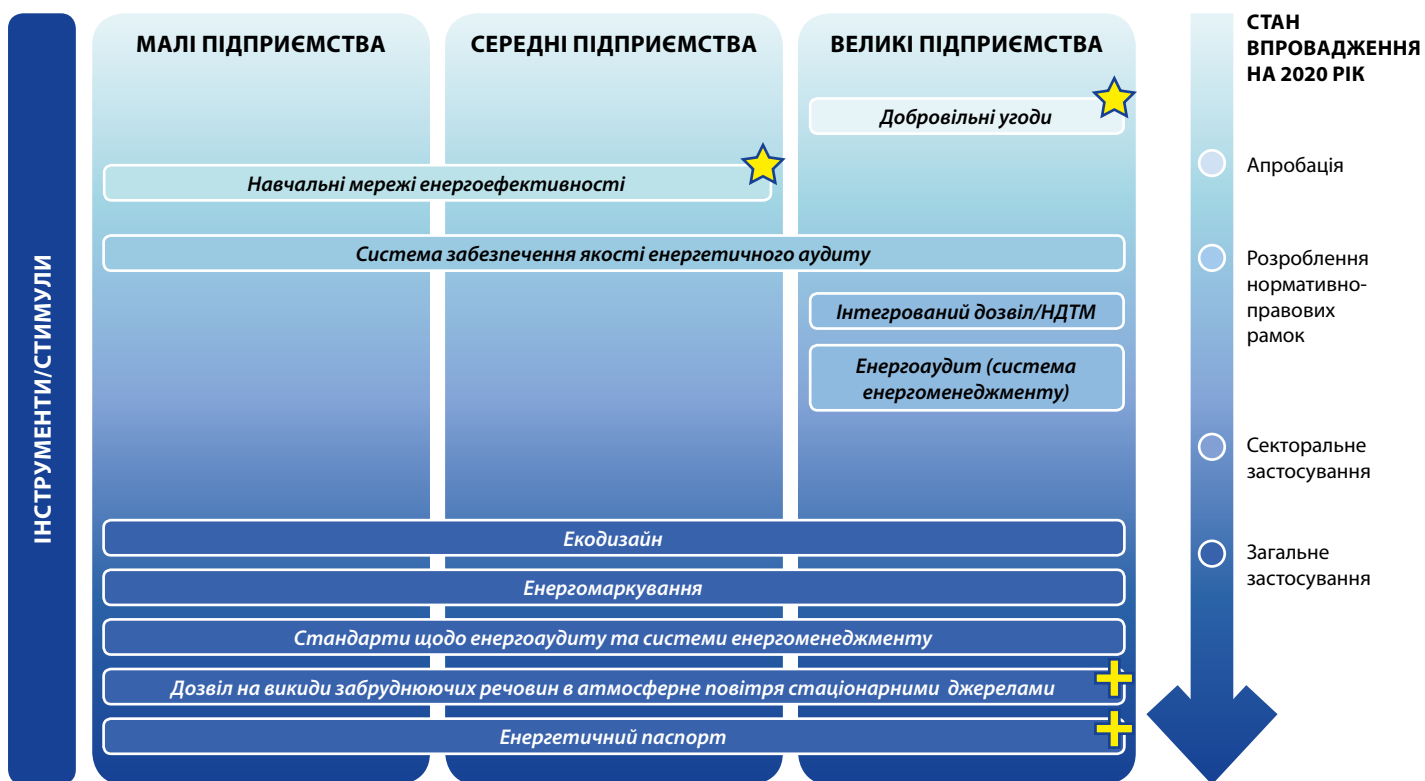 ІНСТРУМЕНТИ/СТИМУЛИ
МАЛІ ПІДПРИЄМСТВА
СЕРЕДНІ ПІДПРИЄМСТВА
ВЕЛИКІ ПІДПРИЄМСТВА
Добровільні угоди
Навчальні мережі енергоефективності
Система забезпечення якості енергетичного аудиту
Інтегрований дозвіл/НДТМ
Енергоаудит (система
енергоменеджменту)
Екодизайн
Енергомаркування
Стандарти щодо енергоаудиту та системи енергоменеджменту
Дозвіл на викиди забруднюючих речовин в атмосферне повітря стаціонарними джерелами
Енергетичний паспорт
СТАН
ВПРОВАДЖЕННЯ
НА 2020 РІК
Апробація
Розроблення
нормативно-
правових
рамок
Секторальне
застосування
Загальне
застосування